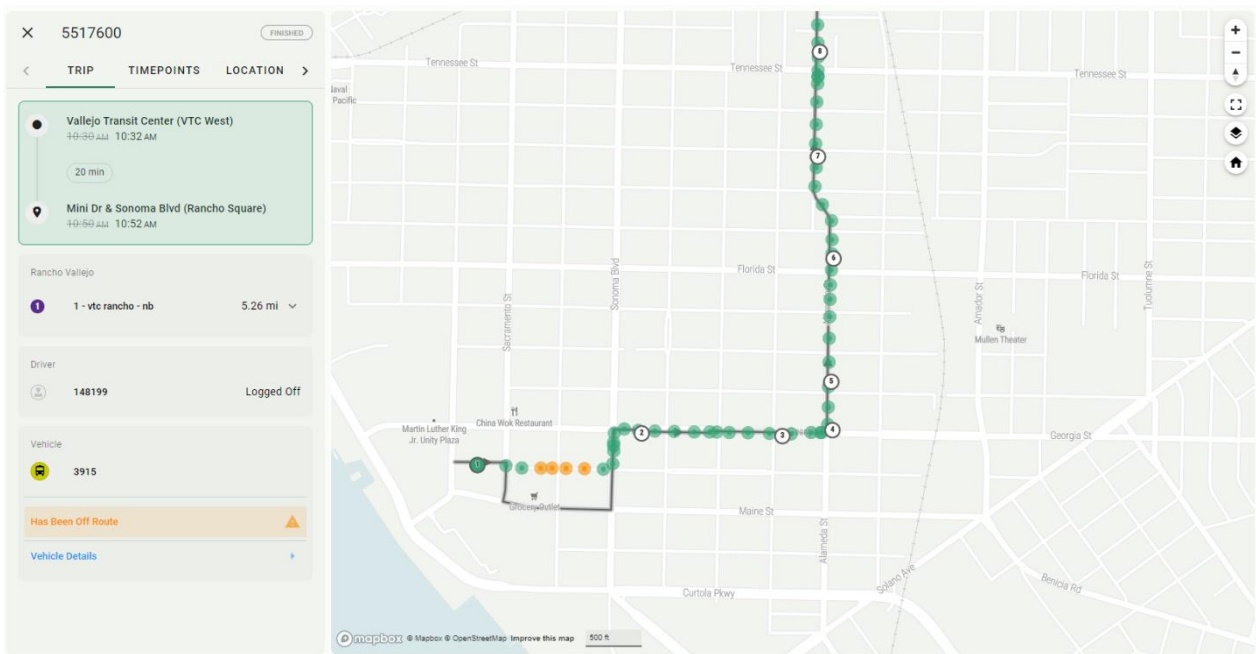 5517600
FINISHED
TRIP
TIMEPOINTS
LOCATION
Vallejo Transit Center (VTC West)
10:30 AM 10:32 AM
20 min
Mini Dr & Sonoma Blvd (Rancho Square)
10:50 AM 10:52 AM
Rancho Vallejo
1
1 - vtc rancho - nb
5.26 mi
Driver
148199
Logged Off
Vehicle
3915
Has Been Off Route
Vehicle Details
8
Tennessee St
Tennessee St
Tennessee St
Pacific
7
6
Florida St
Florida St
Sonoma Blvd
Sacramento St
Amador St
Tuolumne St
Mullen Theater
5
China Wok Restaurant
Martin Luther King
Jr. Unity Plaza
2
3
4
Georgia St
1
Grocery Outlet
Maine St
Alameda St
Solano Ave
Benicia Rd
Curtola Pkwy
mapbox
© Mapbox © OpenStreetMap Improve this map
500 ft